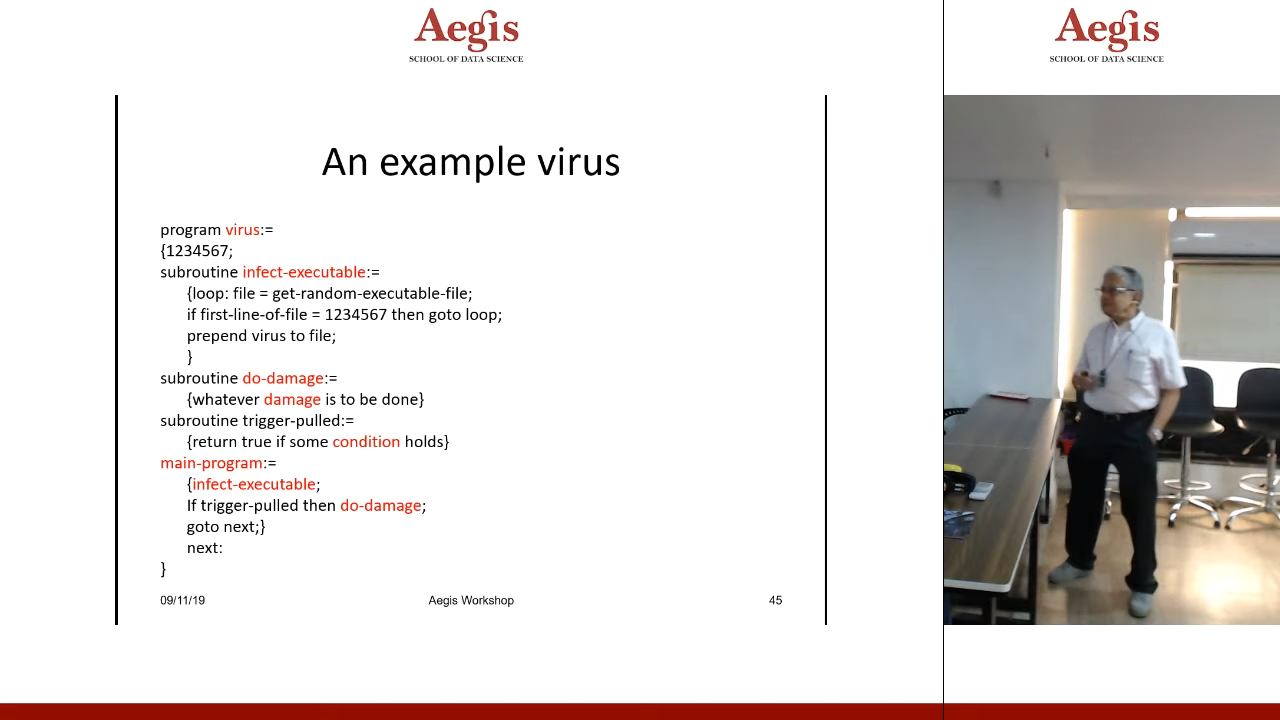 Aegis
SCHOOL OF DATA SCIENCE
Aegis
SCHOOL OF DATA SCIENCE
An example virus
program virus:=
{1234567;
subroutine infect-executable:=
{loop: file = get-random-executable-file;
if first-line-of-file = 1234567 then goto loop;
prepend virus to file;
}
subroutine do-damage:=
{whatever damage is to be done}
subroutine trigger-pulled:=
{return true if some condition holds}
main-program:=
{infect-executable;
If trigger-pulled then do-damage;
goto next;}
next:
}
09/11/19
Aegis Workshop
45